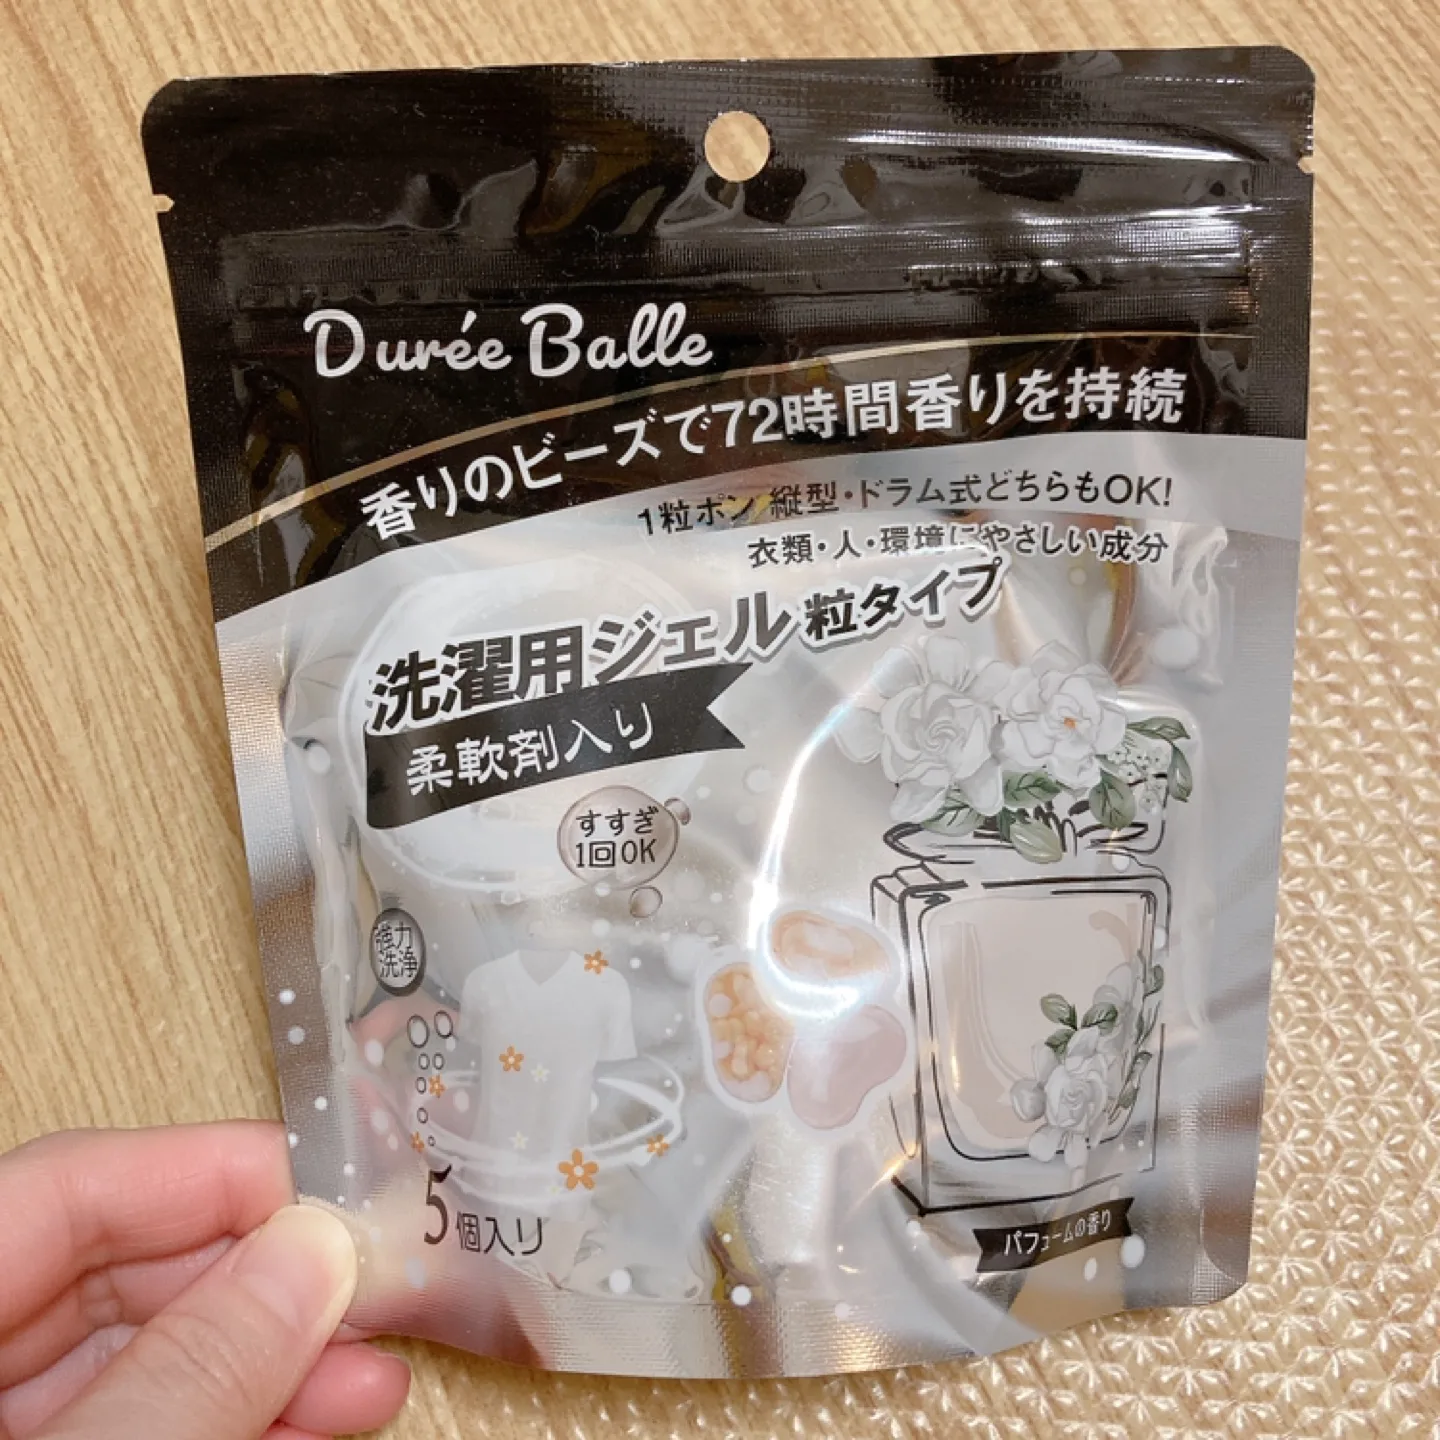 Durée Balle
香りのビーズで72時間香りを持続
1粒ポン 縦型・ドラム式どちらもOK!
衣類・人・環境にやさしい成分
洗濯用ジェル粒タイプ
柔軟剤入り
すすぎ
1回OK
強力
洗浄
5個入り
パフュームの香り